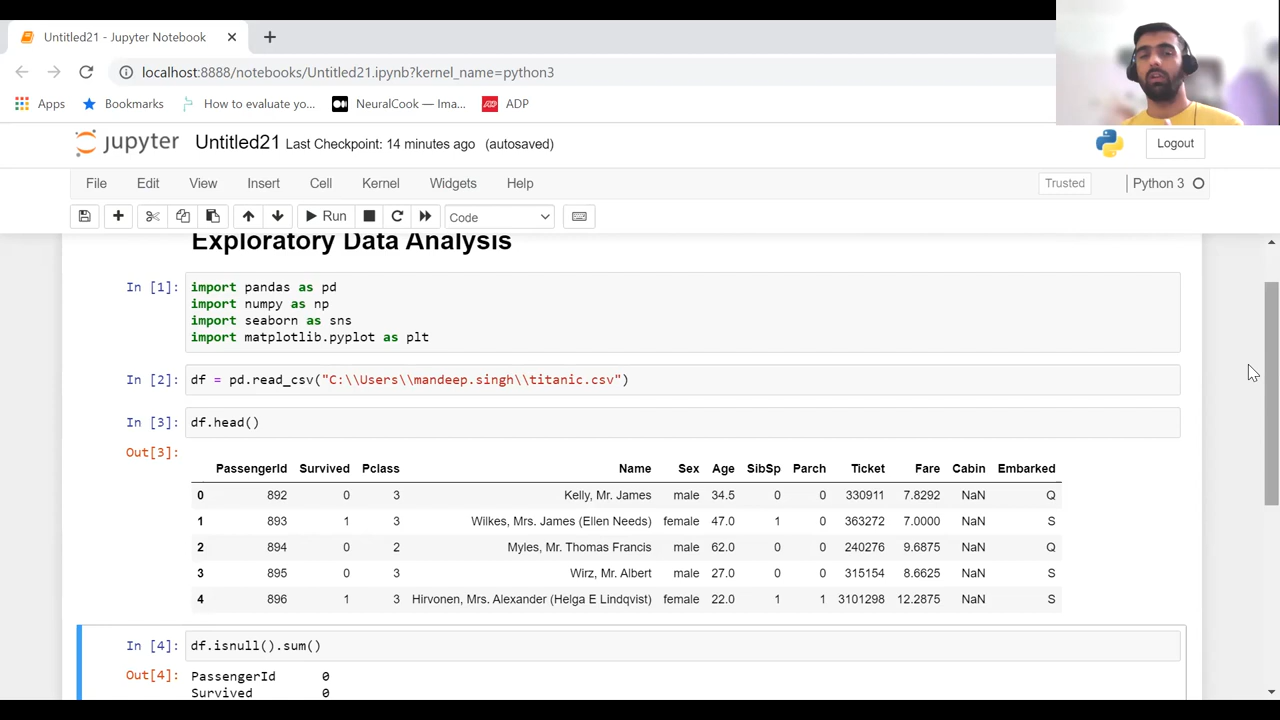 Untitled21 - Jupyter Notebook
localhost:8888/notebooks/Untitled21.ipynb?kernel_name=python3
Apps Bookmarks How to evaluate yo... NeuralCook — Ima... ADP ADP
jupyter Untitled21 Last Checkpoint: 14 minutes ago (autosaved) Logout
File Edit View Insert Cell Kernel Widgets Help Trusted Python 3
Run Code
Exploratory Data Analysis
In [1]: import pandas as pd
import numpy as np
import seaborn as sns
import matplotlib.pyplot as plt
In [2]: df = pd.read_csv("C:\\Users\\mandeep.singh\\titanic.csv")
In [3]: df.head()
Out[3]:
PassengerId Survived Pclass Name Sex Age SibSp Parch Ticket Fare Cabin Embarked
0 892 0 3 Kelly, Mr. James male 34.5 0 0 330911 7.8292 NaN Q
1 893 1 3 Wilkes, Mrs. James (Ellen Needs) female 47.0 1 0 363272 7.0000 NaN S
2 894 0 2 Myles, Mr. Thomas Francis male 62.0 0 0 240276 9.6875 NaN Q
3 895 0 3 Wirz, Mr. Albert male 27.0 0 0 315154 8.6625 NaN S
4 896 1 3 Hirvonen, Mrs. Alexander (Helga E Lindqvist) female 22.0 1 1 3101298 12.2875 NaN S
In [4]: df.isnull().sum()
Out[4]: PassengerId 0
Survived 0